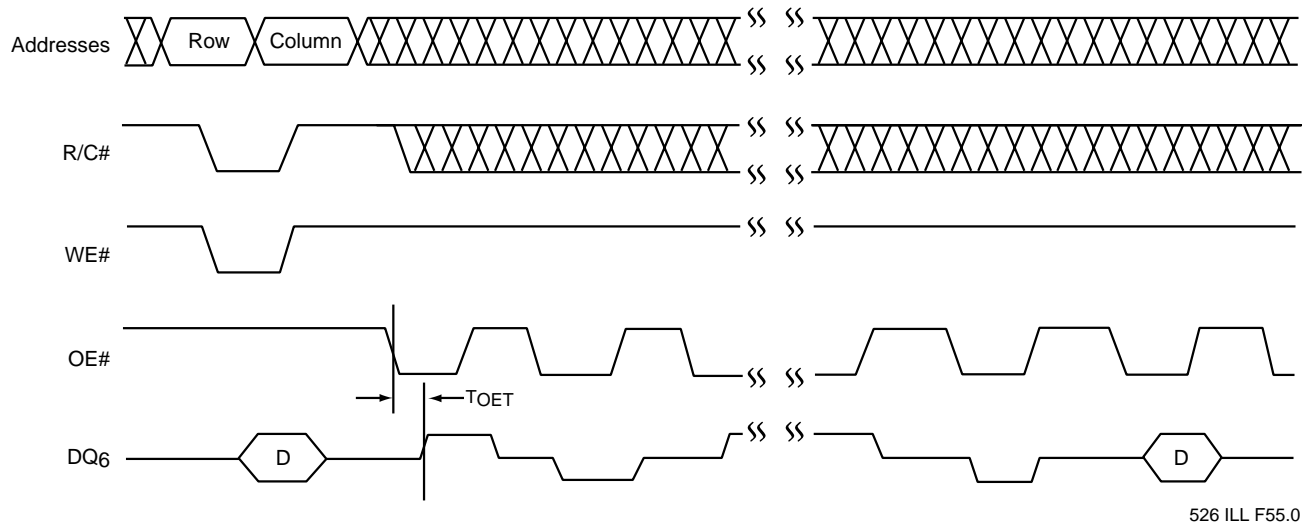 Addresses Row Column
R/C#
WE#
OE#
TOET
DQ6 D D
526 ILL F55.0